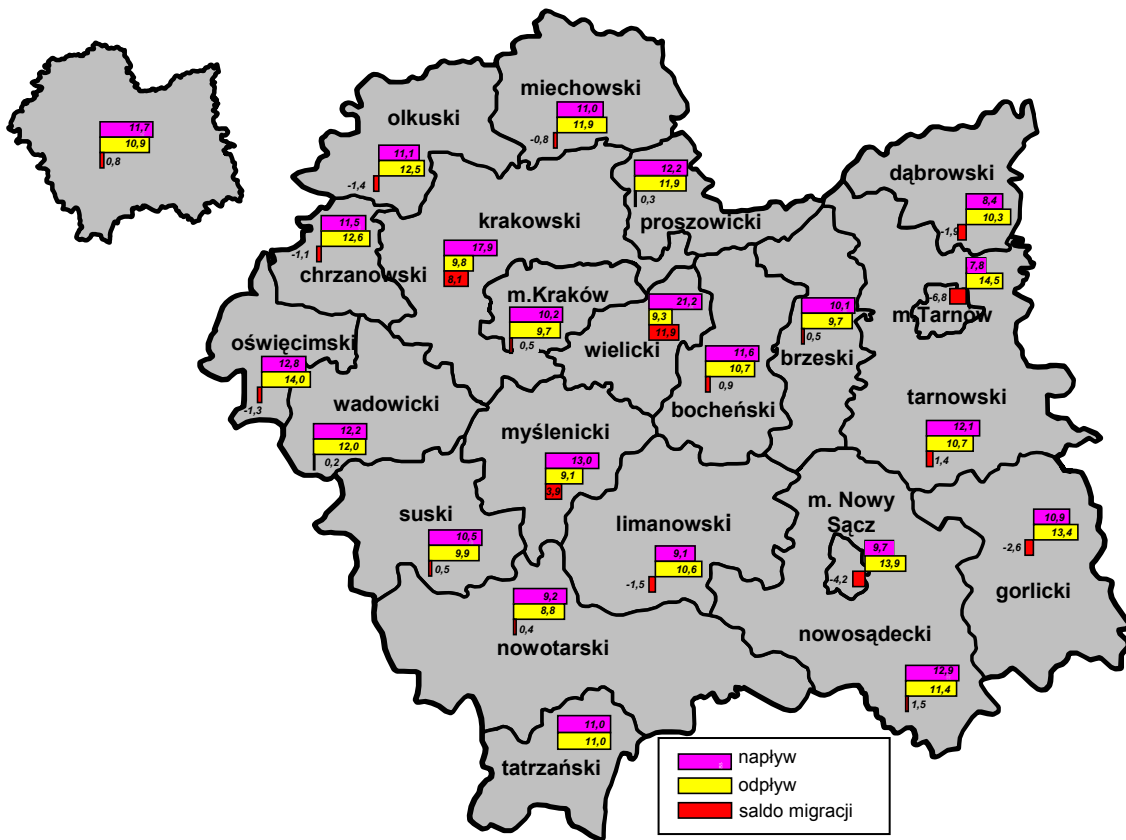 11,7
10,9
0,8
miechowski
11,0
11,9
-0,8
olkuski
11,1
12,5
-1,4
krakowski
17,9
9,8
8,1
12,2
11,9
0,3
proszowicki
dąbrowski
8,4
10,3
-1,9
11,5
12,6
-1,1
chrzanowski
m.Kraków
10,2
9,7
0,5
21,2
9,3
11,9
wielicki
10,1
9,7
0,5
brzeski
7,8
14,5
-6,8
m.Tarnów
oświęcimski
12,8
14,0
-1,3
11,6
10,7
0,9
bocheński
wadowicki
12,2
12,0
0,2
myślenicki
13,0
9,1
3,9
tarnowski
12,1
10,7
1,4
suski
10,5
9,9
0,5
limanowski
9,1
10,6
-1,5
m. Nowy
Sącz
9,7
13,9
-4,2
10,9
13,4
-2,6
gorlicki
9,2
8,8
0,4
nowotarski
nowosądecki
12,9
11,4
1,5
11,0
11,0
tatrzański
napływ
odpływ
saldo migracji